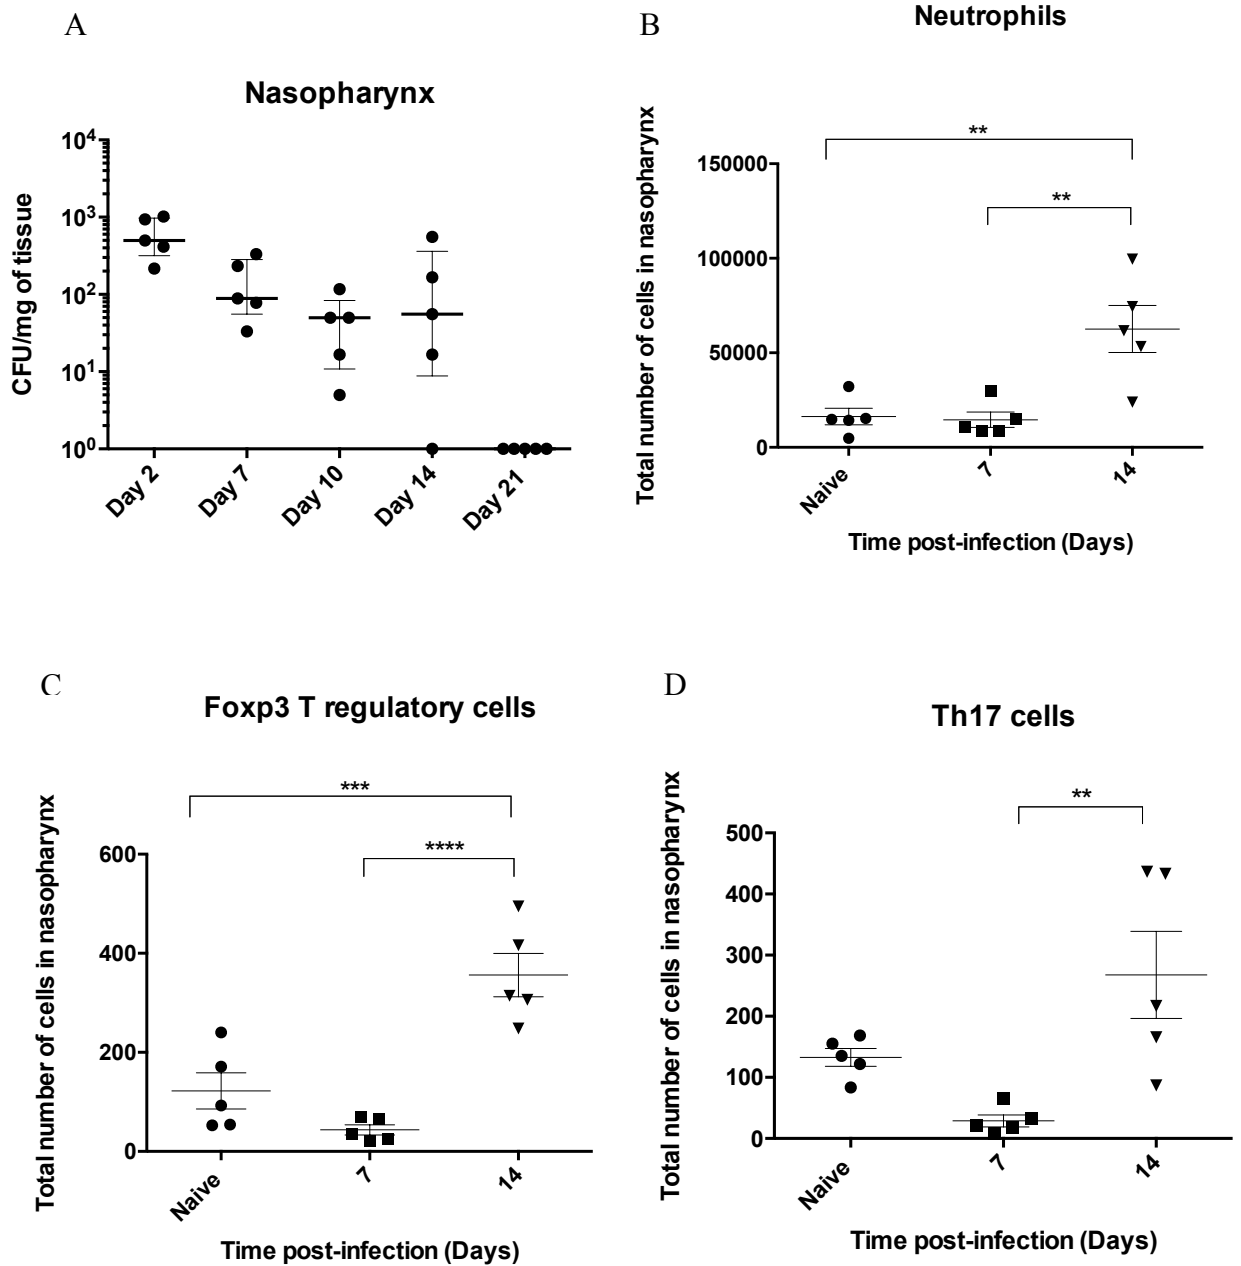 A
Nasopharynx
CFU/mg of tissue
10⁴
10³
10²
10¹
10⁰
Day 2
Day 7
Day 10
Day 14
Day 21
B
Neutrophils
Total number of cells in nasopharynx
**
**
150000
100000
50000
0
Naive
7
14
Time post-infection (Days)
C
Foxp3 T regulatory cells
Total number of cells in nasopharynx
***
****
600
400
200
0
Naive
7
14
Time post-infection (Days)
D
Th17 cells
Total number of cells in nasopharynx
**
500
400
300
200
100
0
Naive
7
14
Time post-infection (Days)